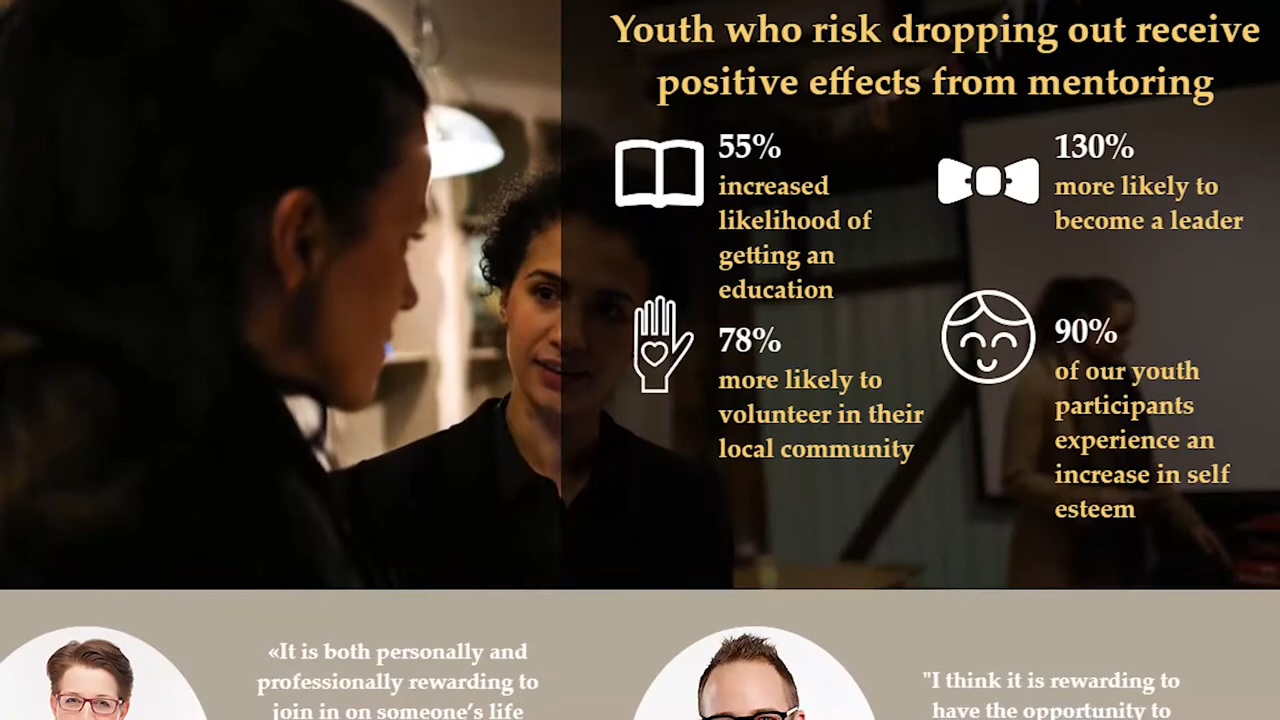 Youth who risk dropping out receive
positive effects from mentoring
55%
increased
likelihood of
getting an
education
130%
more likely to
become a leader
78%
more likely to
volunteer in their
local community
90%
of our youth
participants
experience an
increase in self
esteem
«It is both personally and
professionally rewarding to
join in on someone’s life
"I think it is rewarding to
have the opportunity to